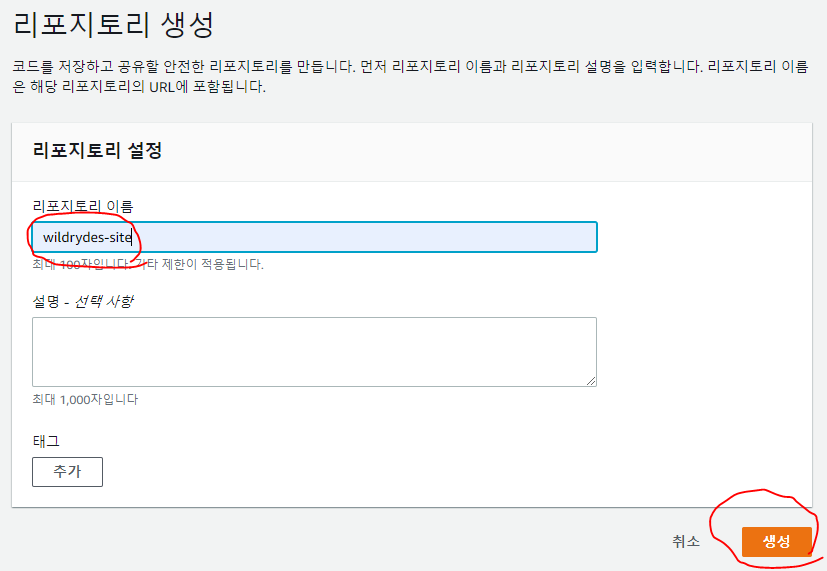 리포지토리 생성
코드를 저장하고 공유할 안전한 리포지토리를 만듭니다. 먼저 리포지토리 이름과 리포지토리 설명을 입력합니다. 리포지토리 이름
은 해당 리포지토리의 URL에 포함됩니다.
리포지토리 설정
리포지토리 이름
wildrydes-site
최대 100자입니다. 기타 제한이 적용됩니다.
설명 - 선택 사항
최대 1,000자입니다
태그
추가
취소
생성